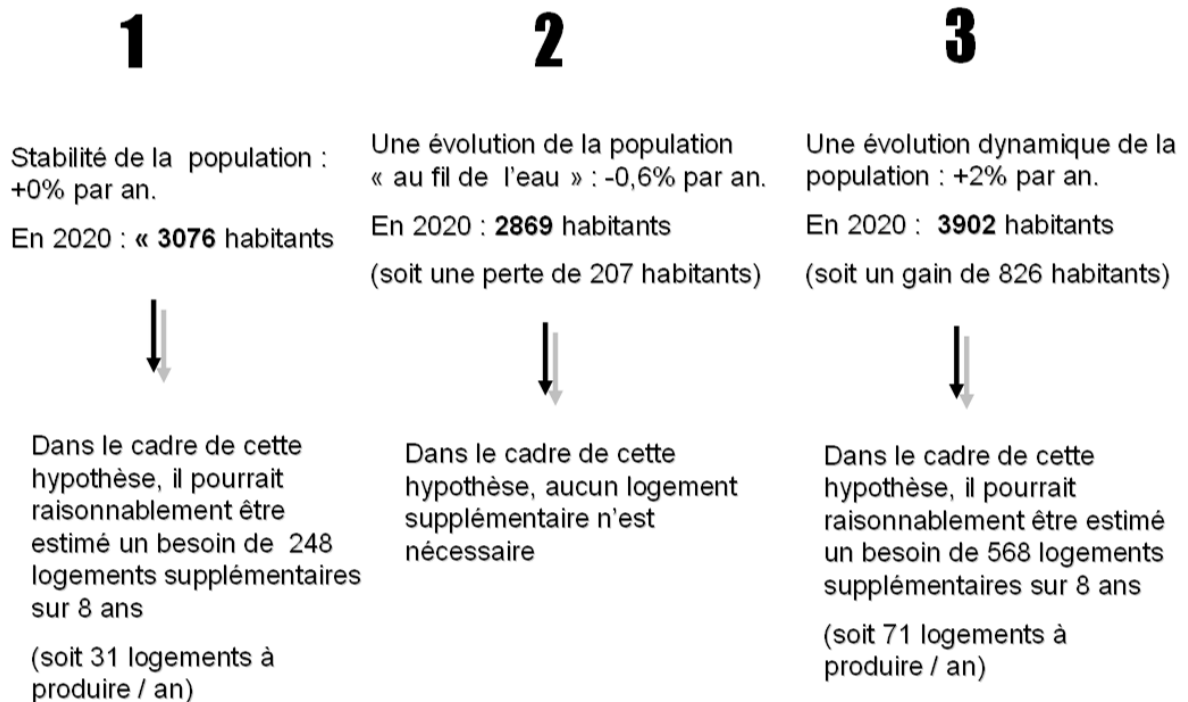 1
Stabilité de la population :
+0% par an.
En 2020 : « 3076 habitants
Dans le cadre de cette
hypothèse, il pourrait
raisonnablement être
estimé un besoin de 248
logements supplémentaires
sur 8 ans
(soit 31 logements à
produire / an)
2
Une évolution de la population
« au fil de l'eau » : -0,6% par an.
En 2020 : 2869 habitants
(soit une perte de 207 habitants)
Dans le cadre de cette
hypothèse, aucun logement
supplémentaire n'est
nécessaire
3
Une évolution dynamique de la
population : +2% par an.
En 2020 : 3902 habitants
(soit un gain de 826 habitants)
Dans le cadre de cette
hypothèse, il pourrait
raisonnablement être estimé
un besoin de 568 logements
supplémentaires sur 8 ans
(soit 71 logements à
produire / an)